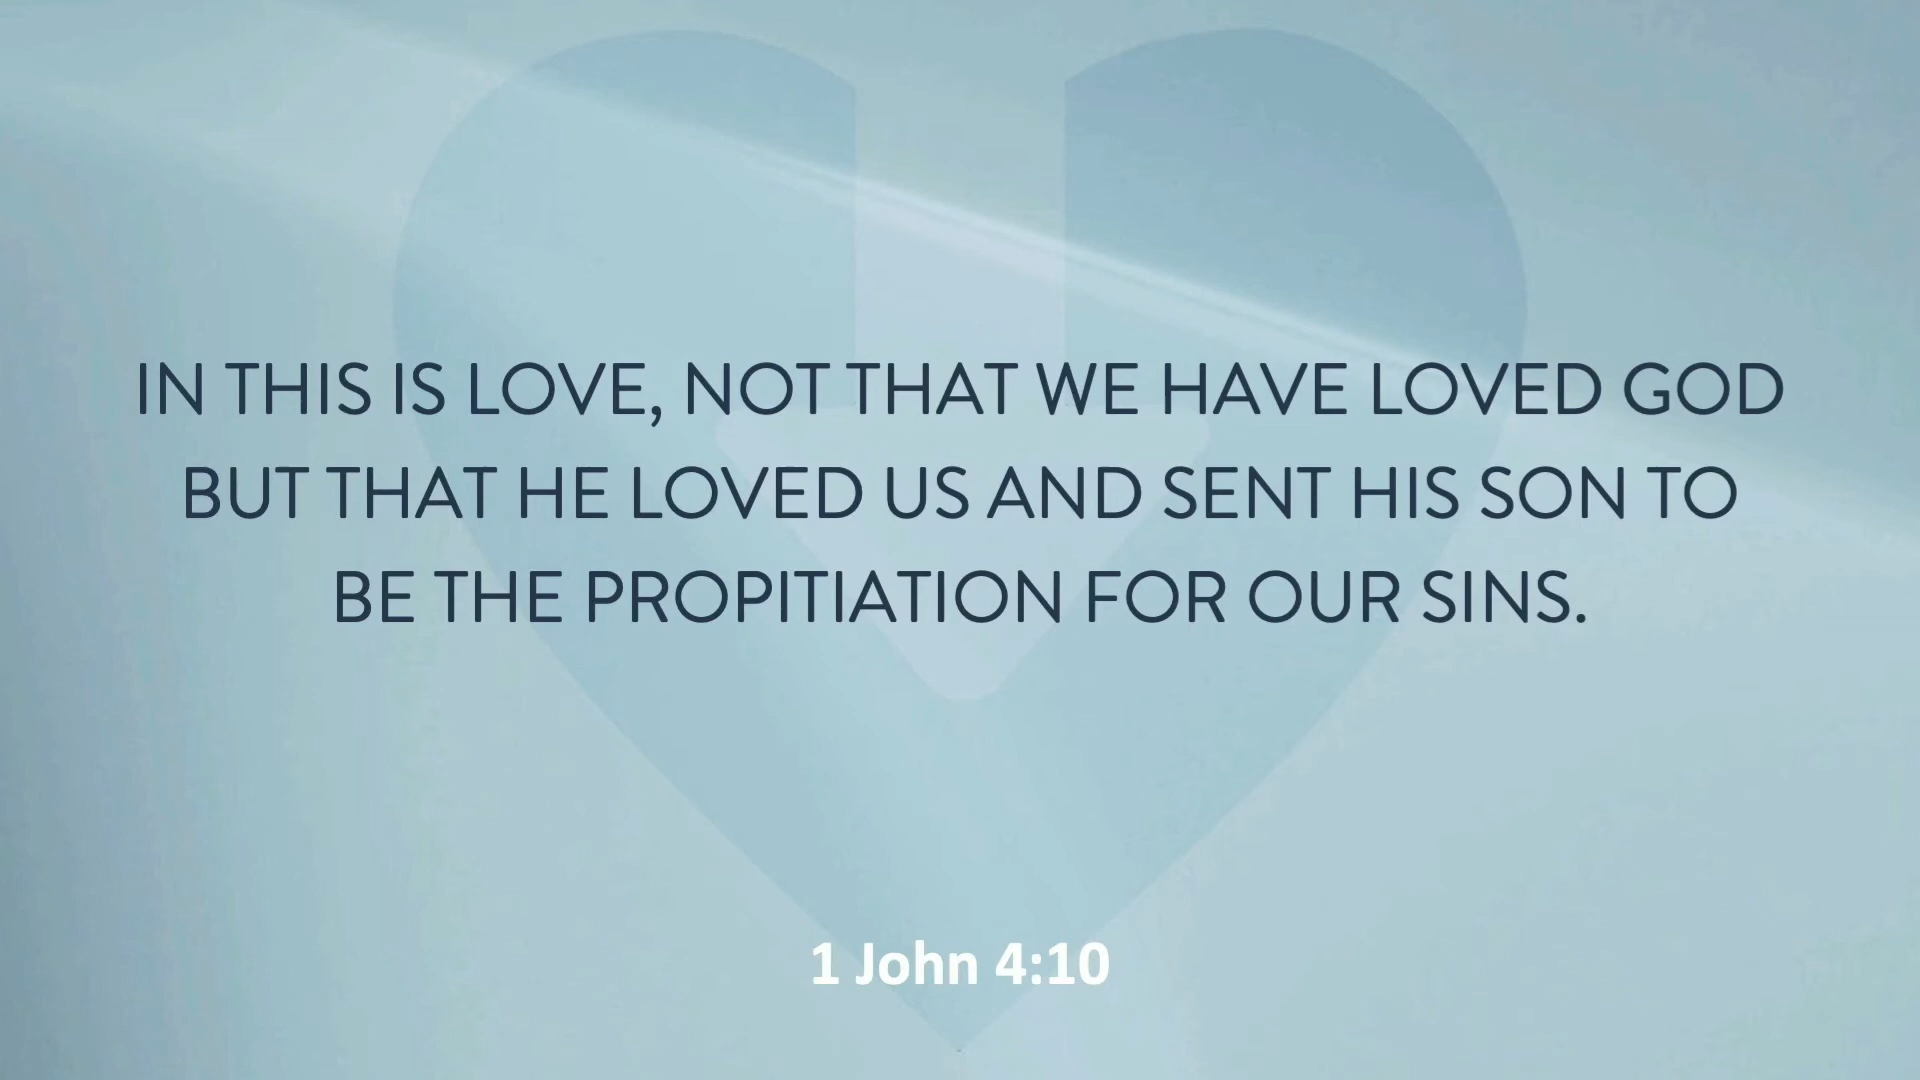 IN THIS IS LOVE, NOT THAT WE HAVE LOVED GOD
BUT THAT HE LOVED US AND SENT HIS SON TO
BE THE PROPITIATION FOR OUR SINS.
1 John 4:10